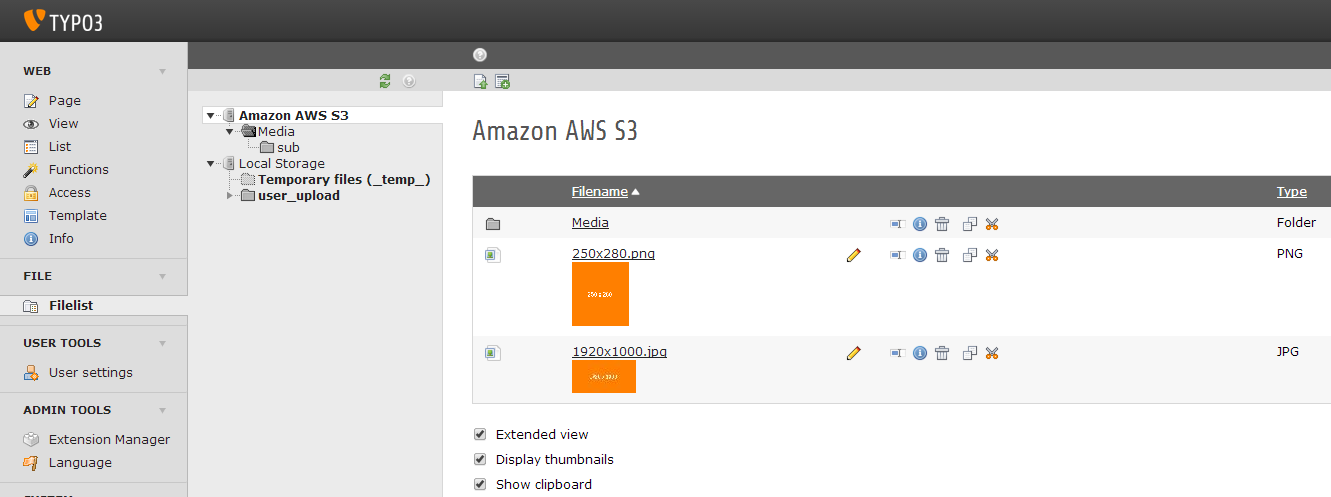 TYPO3
WEB
Page
View
List
Functions
Access
Template
Info
FILE
Filelist
USER TOOLS
User settings
ADMIN TOOLS
Extension Manager
Language
Amazon AWS S3
Media
sub
Local Storage
Temporary files (_temp_)
user_upload
Amazon AWS S3
Filename Type
Media Folder
250x280.png PNG
1920x1000.jpg JPG
Extended view
Display thumbnails
Show clipboard